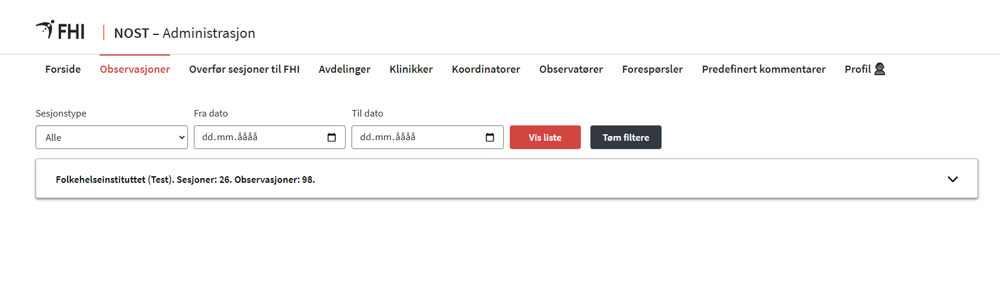 FHI NOST – Administrasjon
Forside Observasjoner Overfør sesjoner til FHI Avdelinger Klinikker Koordinatorer Observatører Forespørsler Predefinert kommentarer Profil
Sesjonstype Fra dato Til dato
Alle dd.mm.åååå dd.mm.åååå Vis liste Tøm filtere
Folkehelseinstituttet (Test). Sesjoner: 26. Observasjoner: 98.